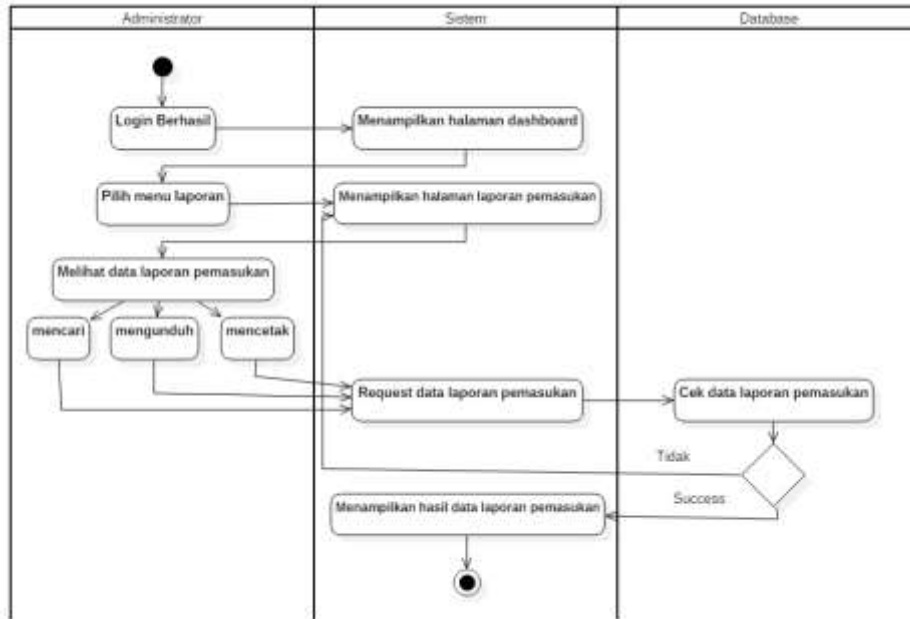 Administrator
Sistem
Database
Login Berhasil
Menampilkan halaman dashboard
Pilih menu laporan
Menampilkan halaman laporan pemasukan
Melihat data laporan pemasukan
mencari
mengunduh
mencetak
Request data laporan pemasukan
Cek data laporan pemasukan
Tidak
Success
Menampilkan hasil data laporan pemasukan